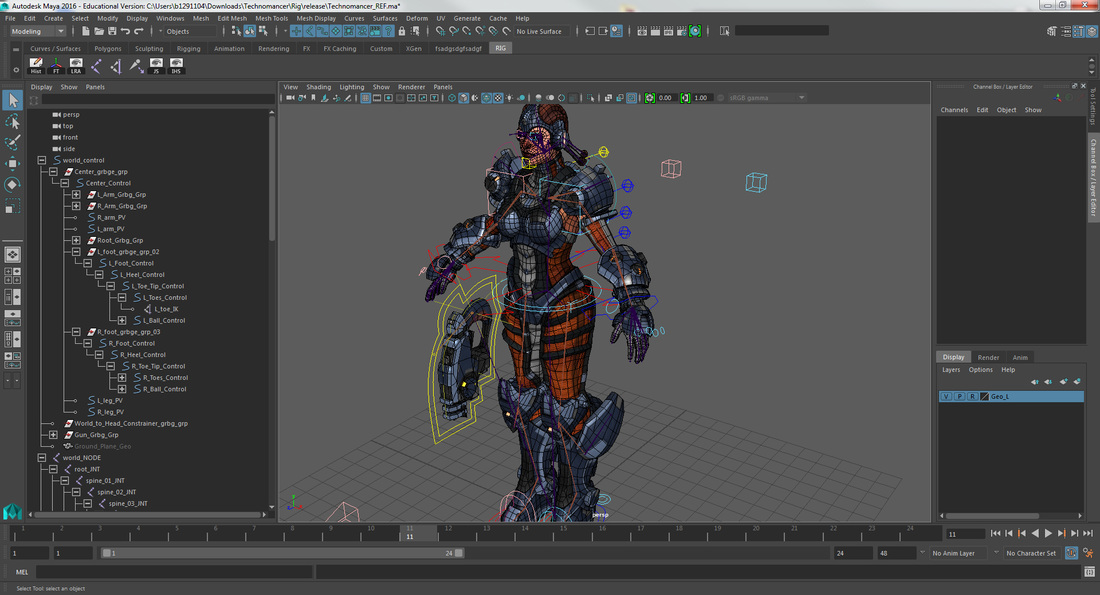 Autodesk Maya 2016 - Educational Version: C:\Users\b1291104\Downloads\Technomancer\Rig\release\Technomancer_REF.ma*
File Edit Create Select Modify Display Windows Mesh Edit Mesh Mesh Tools Mesh Display Curves Surfaces Deform UV Generate Cache Help
Modeling Objects No Live Surface
Curves / Surfaces Polygons Sculpting Rigging Animation Rendering FX FX Caching Custom XGen fsadgsdgfsadgf RIG
Hist FT LRA JS IHS
Display Show Panels
View Shading Lighting Show Renderer Panels
0.00 1.00 sRGB gamma
Channel Box / Layer Editor
Channels Edit Object Show
Tool Settings
Channel Box / Layer Editor
persp
top
front
side
world_control
Center_grbge_grp
Center_Control
L_Arm_Grbg_Grp
R_Arm_Grbg_Grp
R_arm_PV
L_arm_PV
Root_Grbg_Grp
L_foot_grbge_grp_02
L_Foot_Control
L_Heel_Control
L_Toe_Tip_Control
L_Toes_Control
L_toe_IK
L_Ball_Control
R_foot_grbge_grp_03
R_Foot_Control
R_Heel_Control
R_Toe_Tip_Control
R_Toes_Control
R_Ball_Control
L_leg_PV
R_leg_PV
World_to_Head_Constrainer_grbg_grp
Gun_Grbg_Grp
Ground_Plane_Geo
world_NODE
root_JNT
spine_01_JNT
spine_02_JNT
spine_03_JNT
persp
Display Render Anim
Layers Options Help
V P R Geo_L
1 2 3 4 5 6 7 8 9 10 11 12 13 14 15 16 17 18 19 20 21 22 23 24
11
11
1 1 1 24 24 48 No Anim Layer No Character Set
MEL
Select Tool: select an object